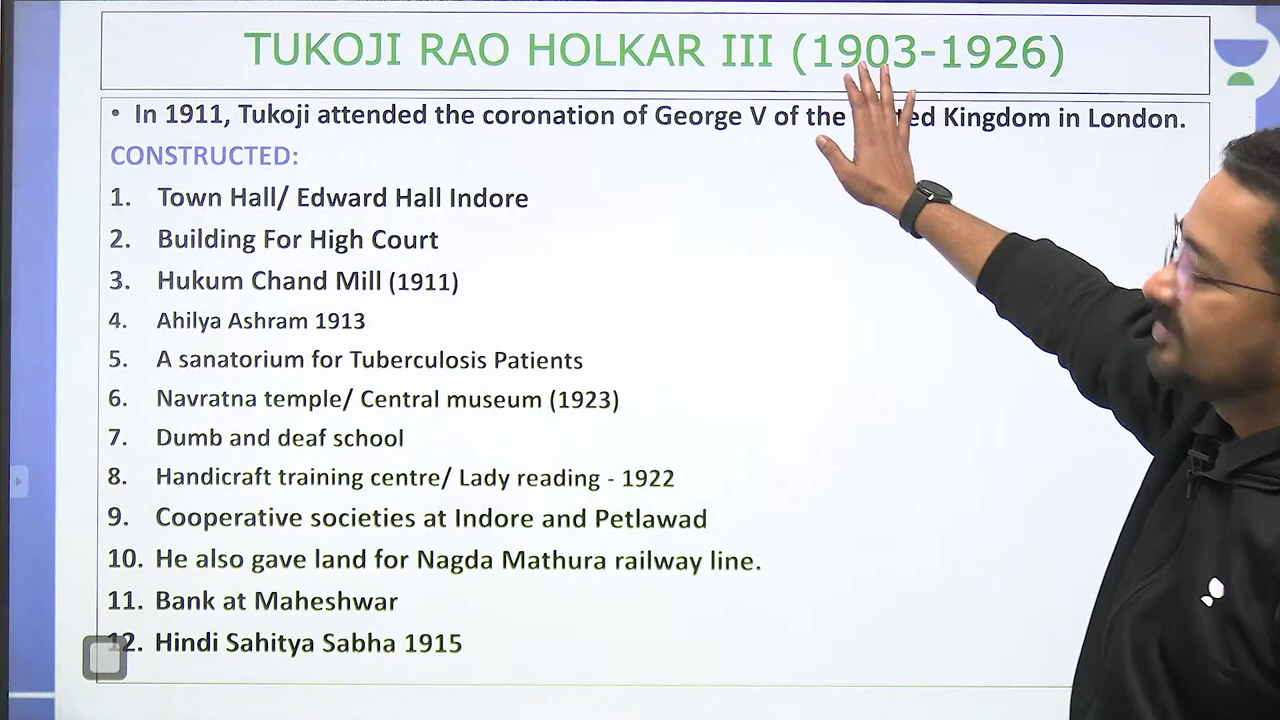 TUKOJI RAO HOLKAR III (1903-1926)
• In 1911, Tukoji attended the coronation of George V of the Kingdom in London.
CONSTRUCTED:
1. Town Hall/ Edward Hall Indore
2. Building For High Court
3. Hukum Chand Mill (1911)
4. Ahilya Ashram 1913
5. A sanatorium for Tuberculosis Patients
6. Navratna temple/ Central museum (1923)
7. Dumb and deaf school
8. Handicraft training centre/ Lady reading - 1922
9. Cooperative societies at Indore and Petlawad
10. He also gave land for Nagda Mathura railway line.
11. Bank at Maheshwar
12. Hindi Sahitya Sabha 1915